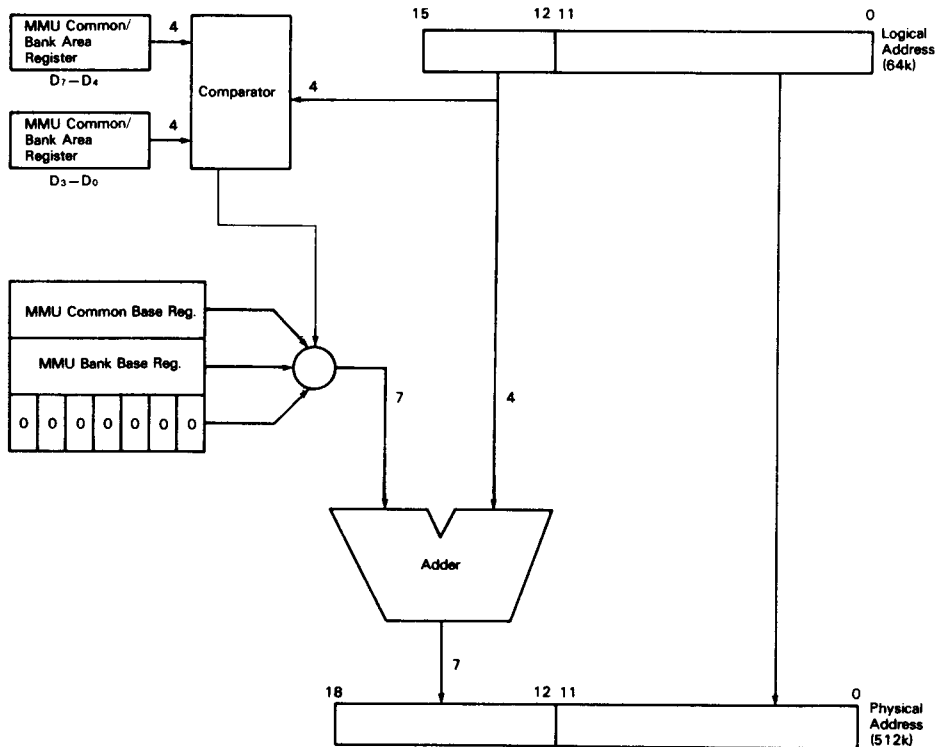 MMU Common/
Bank Area
Register
D₇—D₄
4
MMU Common/
Bank Area
Register
D₃—D₀
4
Comparator
4
15
12 11
0
Logical
Address
(64k)
MMU Common Base Reg.
MMU Bank Base Reg.
0 0 0 0 0 0 0
7
4
Adder
7
18
12 11
0
Physical
Address
(512k)